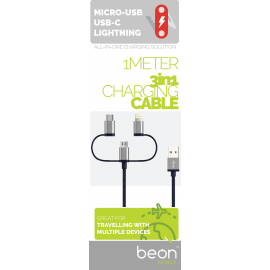 MICRO-USB
USB-C
LIGHTNING
ALL-IN-ONE CHARGING SOLUTION
1METER
3in1
CHARGING
CABLE
GREAT FOR:
TRAVELLING WITH
MULTIPLE DEVICES
beon